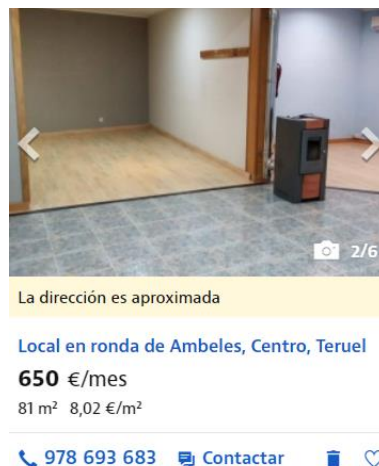 2/6
La dirección es aproximada
Local en ronda de Ambeles, Centro, Teruel
650 €/mes
81 m² 8,02 €/m²
978 693 683 Contactar